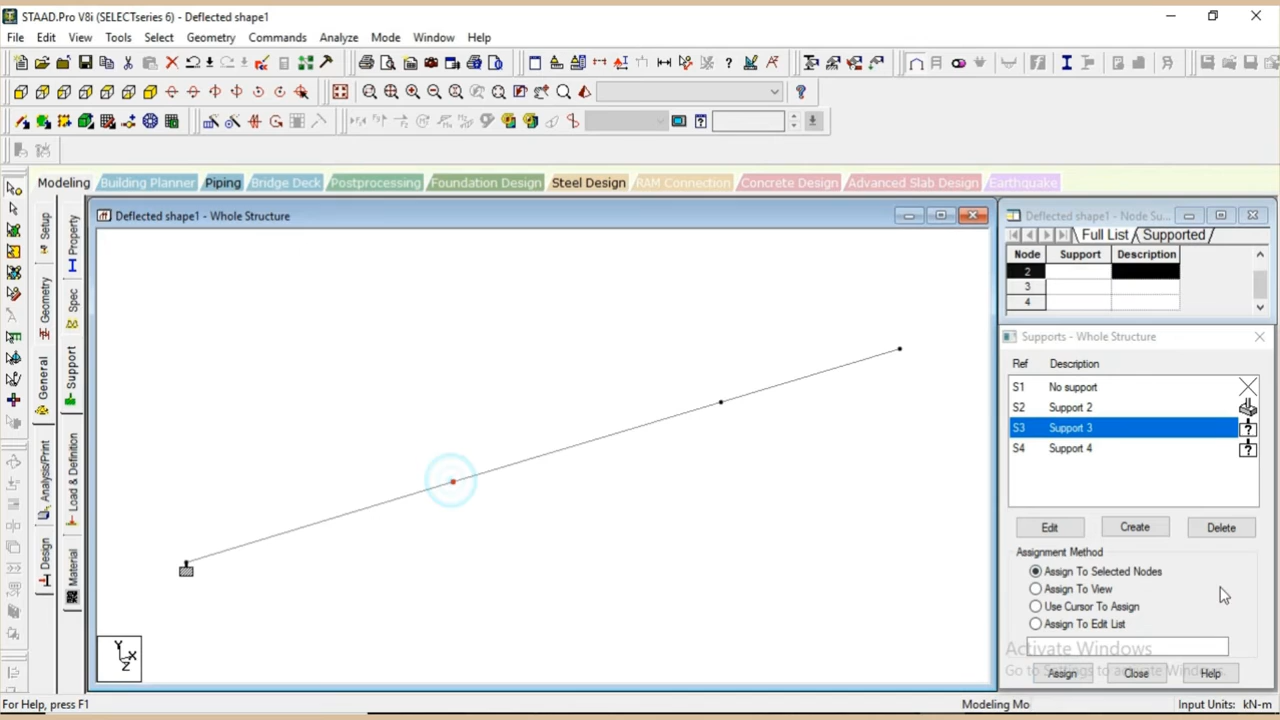 STAAD.Pro V8i (SELECTseries 6) - Deflected shape1
File Edit View Tools Select Geometry Commands Analyze Mode Window Help
Modeling Building Planner Piping Bridge Deck Postprocessing Foundation Design Steel Design RAM Connection Concrete Design Advanced Slab Design Earthquake
Setup
Geometry
General
Analysis/Print
Design
Property
Spec
Support
Load & Definition
Material
Deflected shape1 - Whole Structure
Y
X
Z
Deflected shape1 - Node Su...
Full List Supported
Node Support Description
2
3
4
Supports - Whole Structure
Ref Description
S1 No support
S2 Support 2
S3 Support 3
S4 Support 4
Edit Create Delete
Assignment Method
Assign To Selected Nodes
Assign To View
Use Cursor To Assign
Assign To Edit List
Activate Windows
Go to Settings to activate Windows.
Assign Close Help
For Help, press F1
Modeling Mo
Input Units: kN-m